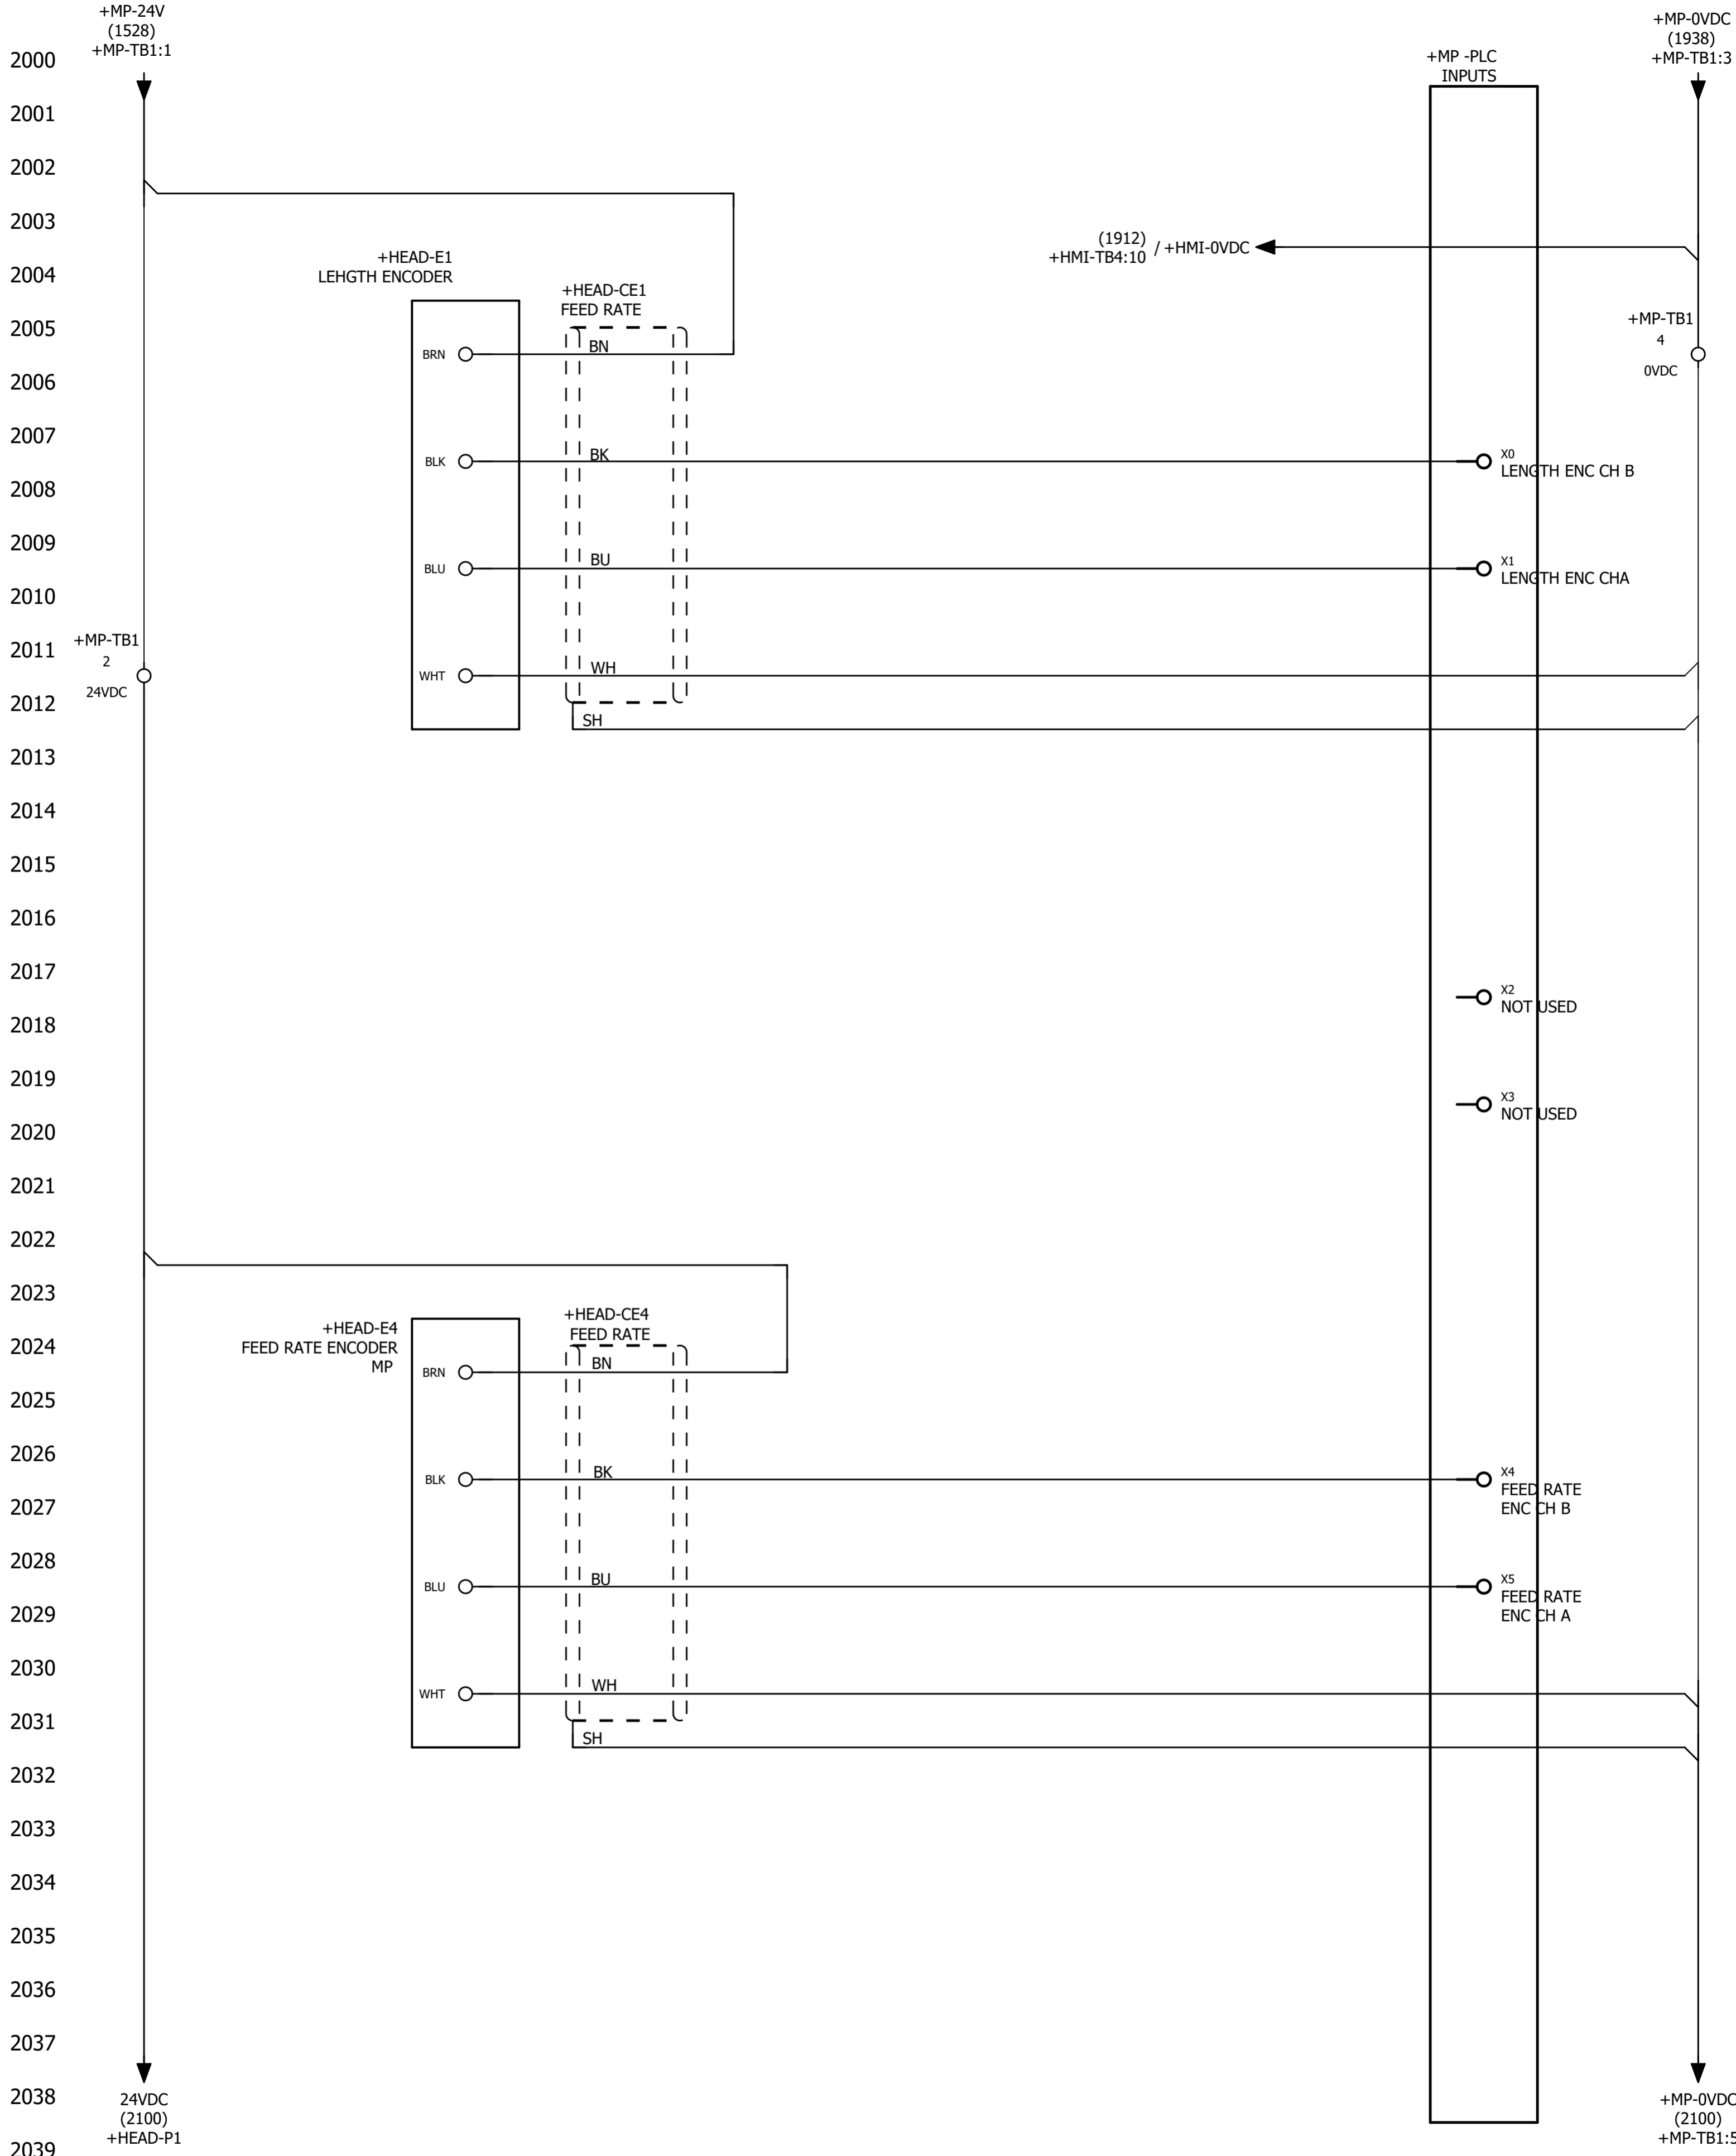 +MP-24V
(1528)
+MP-TB1:1
+MP-0VDC
(1938)
+MP-TB1:3
2000
+MP -PLC
INPUTS
2001
2002
2003
(1912)
+HMI-TB4:10 / +HMI-0VDC
+HEAD-E1
LEHGTH ENCODER
2004
+HEAD-CE1
FEED RATE
2005
+MP-TB1
4
0VDC
BRN
BN
2006
2007
BLK
BK
X0
LENGTH ENC CH B
2008
2009
BLU
BU
X1
LENGTH ENC CHA
2010
2011
+MP-TB1
2
24VDC
WHT
WH
2012
SH
2013
2014
2015
2016
2017
X2
NOT USED
2018
2019
X3
NOT USED
2020
2021
2022
2023
+HEAD-E4
FEED RATE ENCODER
MP
+HEAD-CE4
FEED RATE
2024
BRN
BN
2025
2026
BLK
BK
X4
FEED RATE
ENC CH B
2027
2028
BLU
BU
X5
FEED RATE
ENC CH A
2029
2030
WHT
WH
2031
SH
2032
2033
2034
2035
2036
2037
2038
24VDC
(2100)
+HEAD-P1
+MP-0VDC
(2100)
+MP-TB1:5
2039